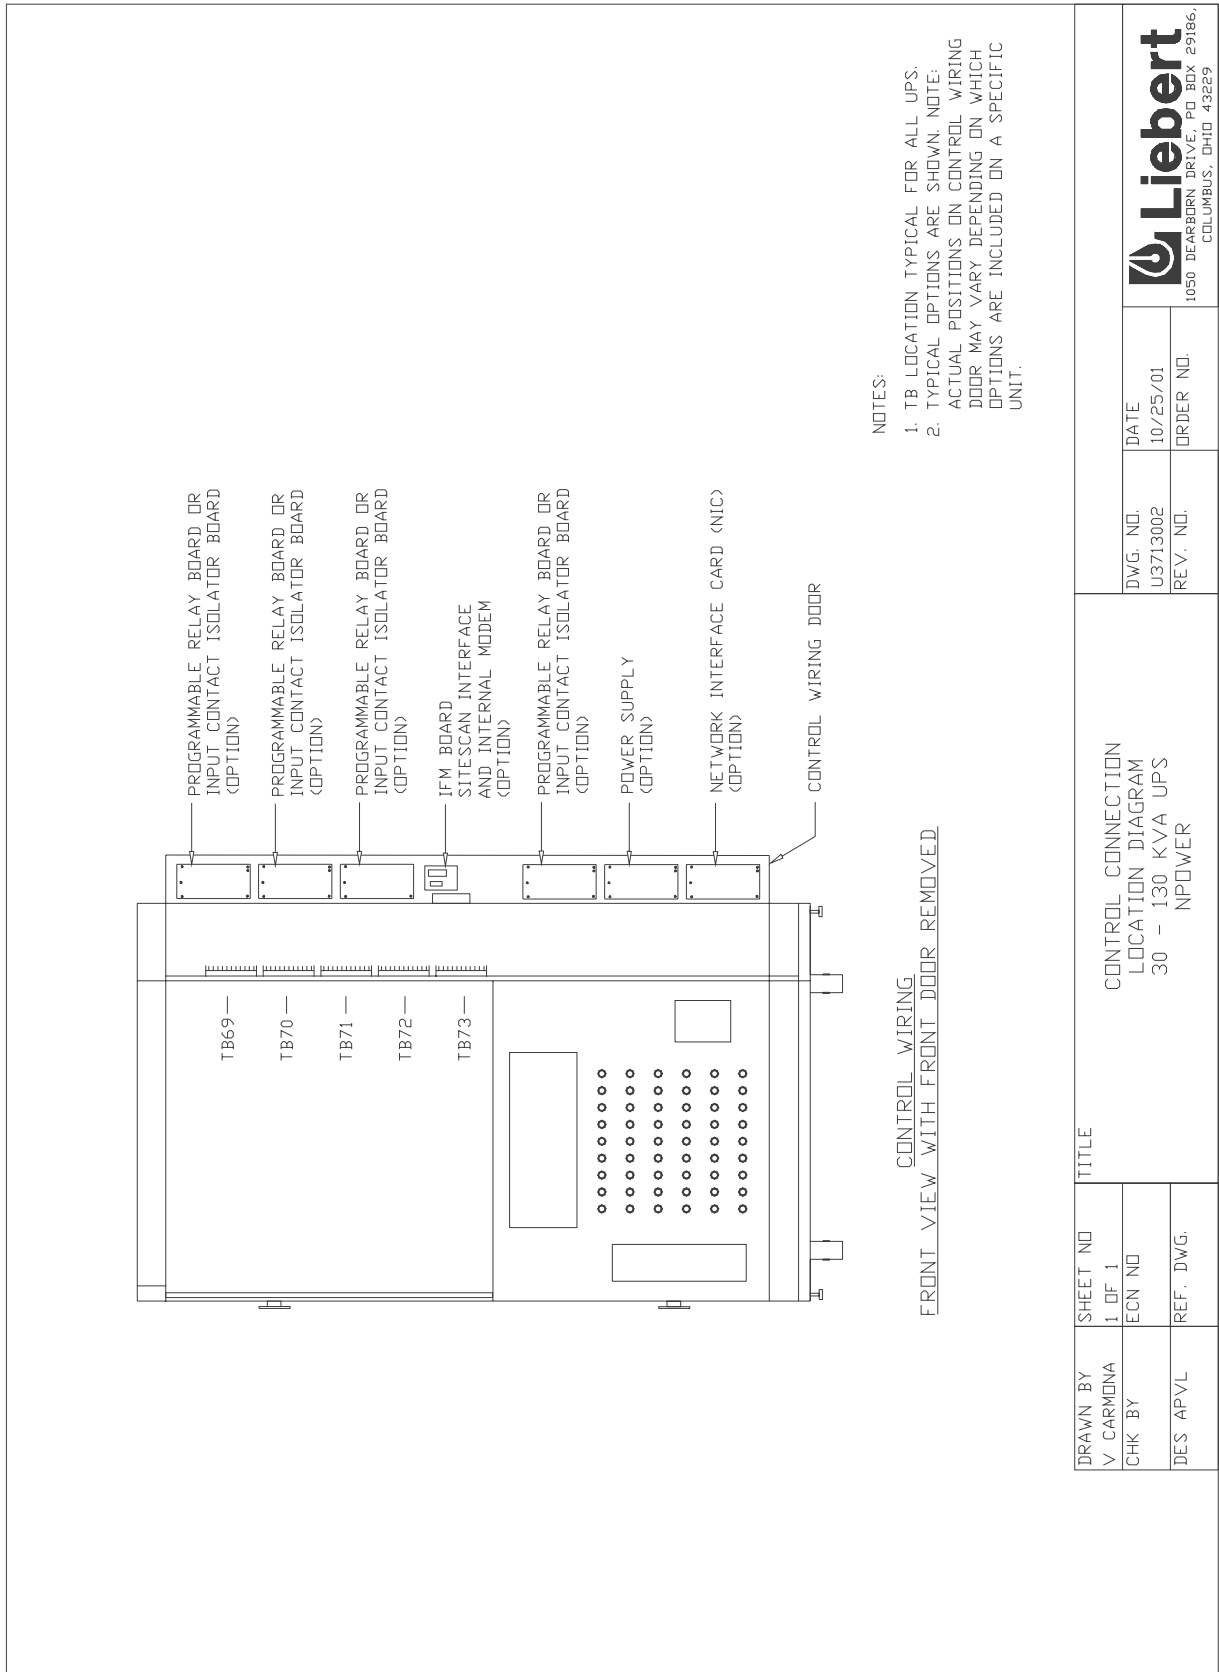 PROGRAMMABLE RELAY BOARD OR
INPUT CONTACT ISOLATOR BOARD
(OPTION)
PROGRAMMABLE RELAY BOARD OR
INPUT CONTACT ISOLATOR BOARD
(OPTION)
PROGRAMMABLE RELAY BOARD OR
INPUT CONTACT ISOLATOR BOARD
(OPTION)
IFM BOARD
SITESCAN INTERFACE
AND INTERNAL MODEM
(OPTION)
PROGRAMMABLE RELAY BOARD OR
INPUT CONTACT ISOLATOR BOARD
(OPTION)
POWER SUPPLY
(OPTION)
NETWORK INTERFACE CARD (NIC)
(OPTION)
CONTROL WIRING DOOR
TB69
TB70
TB71
TB72
TB73
CONTROL WIRING
FRONT VIEW WITH FRONT DOOR REMOVED
NOTES:
1. TB LOCATION TYPICAL FOR ALL UPS.
2. TYPICAL OPTIONS ARE SHOWN. NOTE:
ACTUAL POSITIONS ON CONTROL WIRING
DOOR MAY VARY DEPENDING ON WHICH
OPTIONS ARE INCLUDED ON A SPECIFIC
UNIT.
DRAWN BY
V CARMONA
CHK BY
DES APVL
SHEET NO
1 OF 1
ECN NO
REF. DWG.
TITLE
CONTROL CONNECTION
LOCATION DIAGRAM
30 - 130 KVA UPS
NPOWER
DWG. NO.
U3713002
REV. NO.
DATE
10/25/01
ORDER NO.
Liebert
1050 DEARBORN DRIVE, PO BOX 29186,
COLUMBUS, OHIO 43229